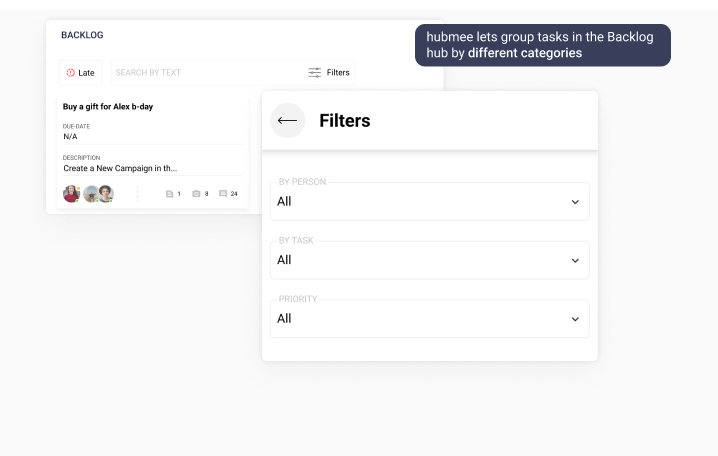 BACKLOG
hubmee lets group tasks in the Backlog
hub by different categories
Late
SEARCH BY TEXT
Filters
Buy a gift for Alex b-day
DUE-DATE
N/A
DESCRIPTION
Create a New Campaign in th...
1
8
24
Filters
BY PERSON
All
BY TASK
All
PRIORITY
All